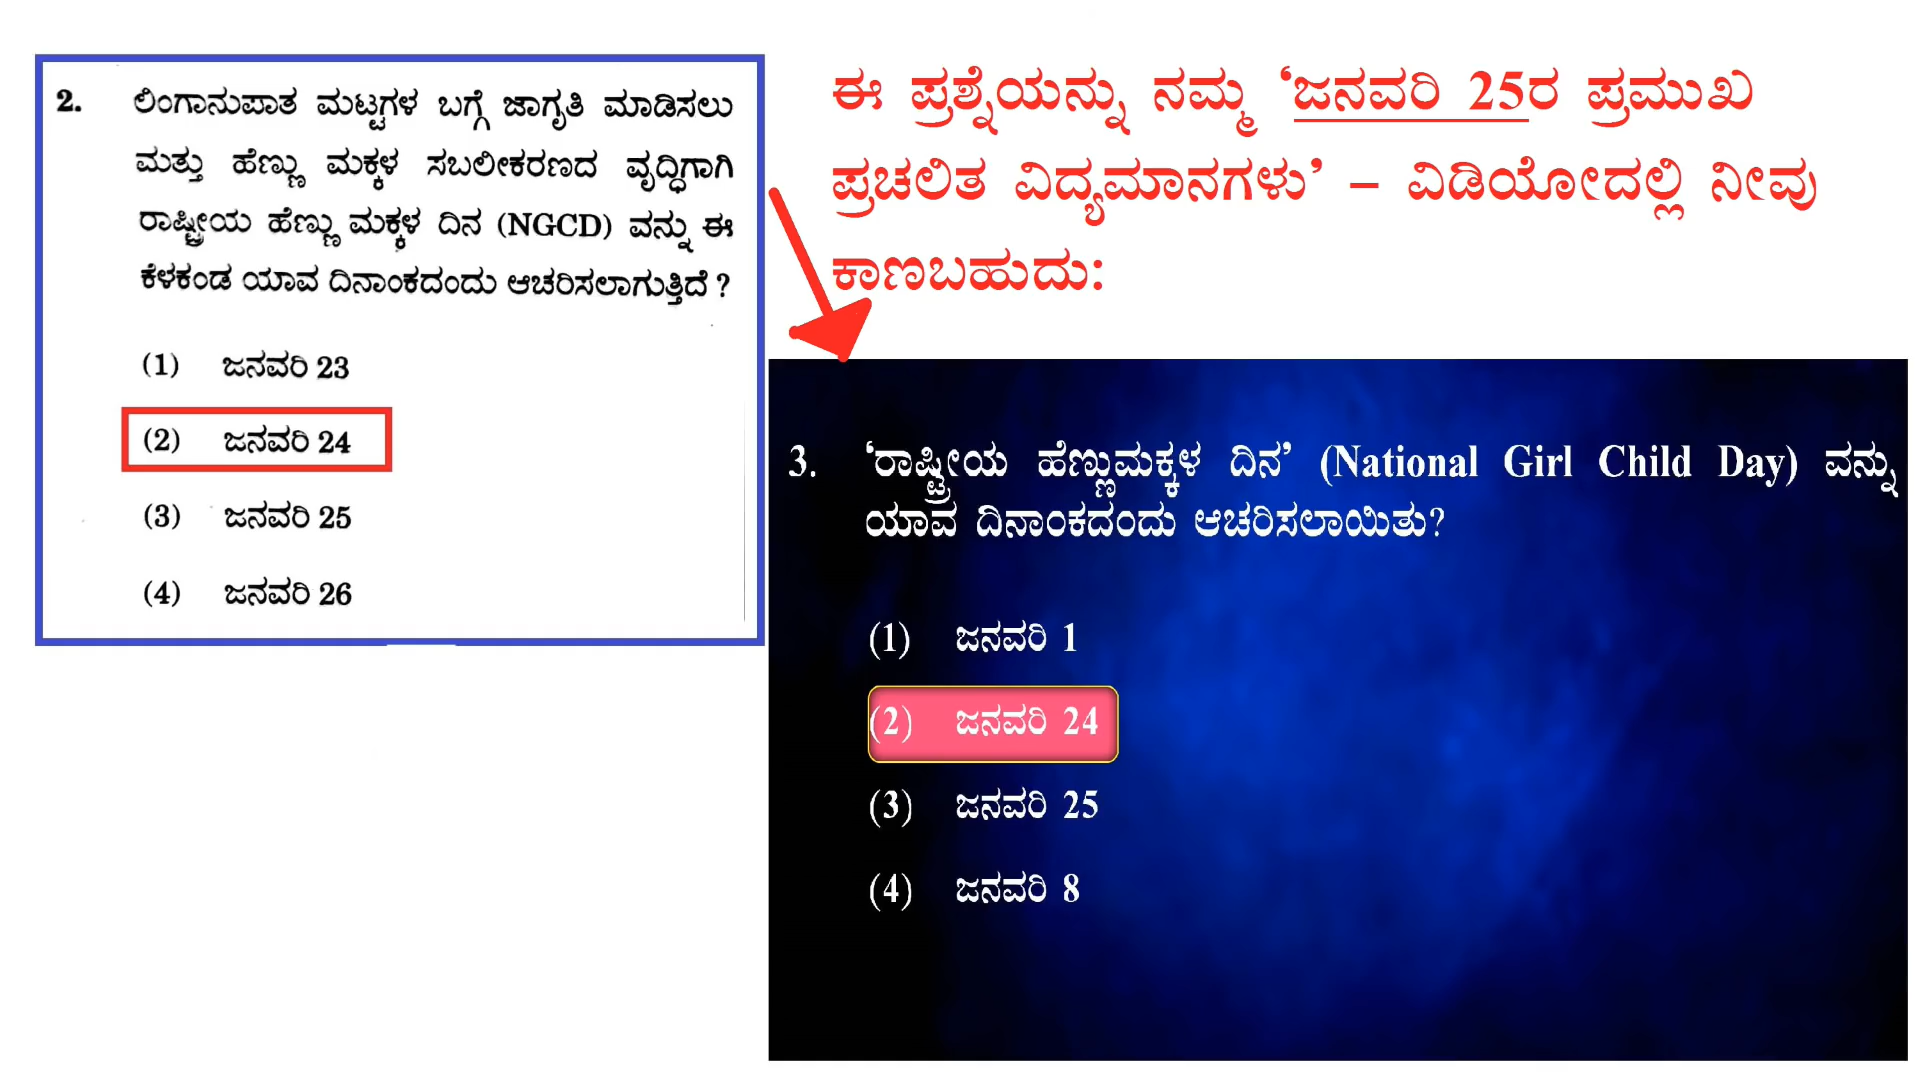 2. ಲಿಂಗಾನುಪಾತ ಮಟ್ಟಗಳ ಬಗ್ಗೆ ಜಾಗೃತಿ ಮಾಡಿಸಲು
ಮತ್ತು ಹೆಣ್ಣು ಮಕ್ಕಳ ಸಬಲೀಕರಣದ ವೃದ್ಧಿಗಾಗಿ
ರಾಷ್ಟ್ರೀಯ ಹೆಣ್ಣು ಮಕ್ಕಳ ದಿನ (NGCD) ವನ್ನು ಈ
ಕೆಳಕಂಡ ಯಾವ ದಿನಾಂಕದಂದು ಆಚರಿಸಲಾಗುತ್ತಿದೆ ?
(1) ಜನವರಿ 23
(2) ಜನವರಿ 24
(3) ಜನವರಿ 25
(4) ಜನವರಿ 26
ಈ ಪ್ರಶ್ನೆಯನ್ನು ನಮ್ಮ ‘ಜನವರಿ 25ರ ಪ್ರಮುಖ
ಪ್ರಚಲಿತ ವಿದ್ಯಮಾನಗಳು’ – ವಿಡಿಯೋದಲ್ಲಿ ನೀವು
ಕಾಣಬಹುದು:
3. ‘ರಾಷ್ಟ್ರೀಯ ಹೆಣ್ಣುಮಕ್ಕಳ ದಿನ’ (National Girl Child Day) ವನ್ನು
ಯಾವ ದಿನಾಂಕದಂದು ಆಚರಿಸಲಾಯಿತು?
(1) ಜನವರಿ 1
(2) ಜನವರಿ 24
(3) ಜನವರಿ 25
(4) ಜನವರಿ 8